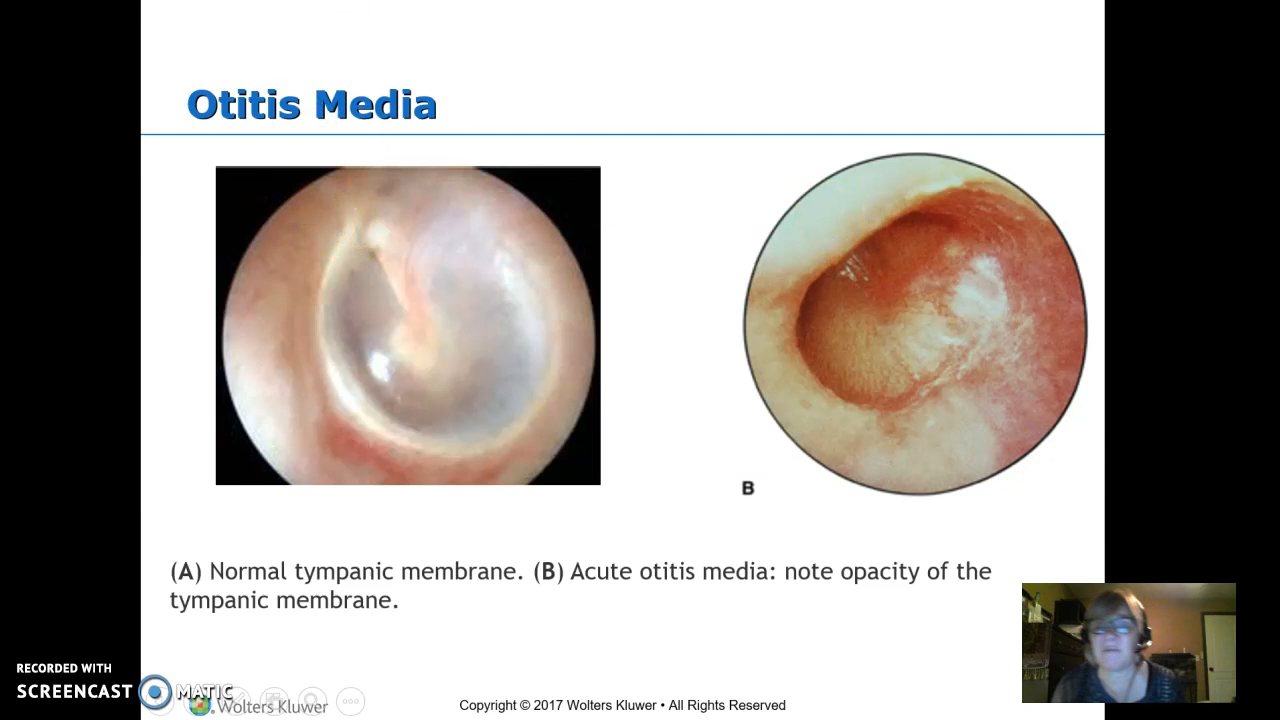 Otitis Media
B
(A) Normal tympanic membrane. (B) Acute otitis media: note opacity of the
tympanic membrane.
RECORDED WITH
SCREENCAST MATIC
Wolters Kluwer
Copyright © 2017 Wolters Kluwer • All Rights Reserved